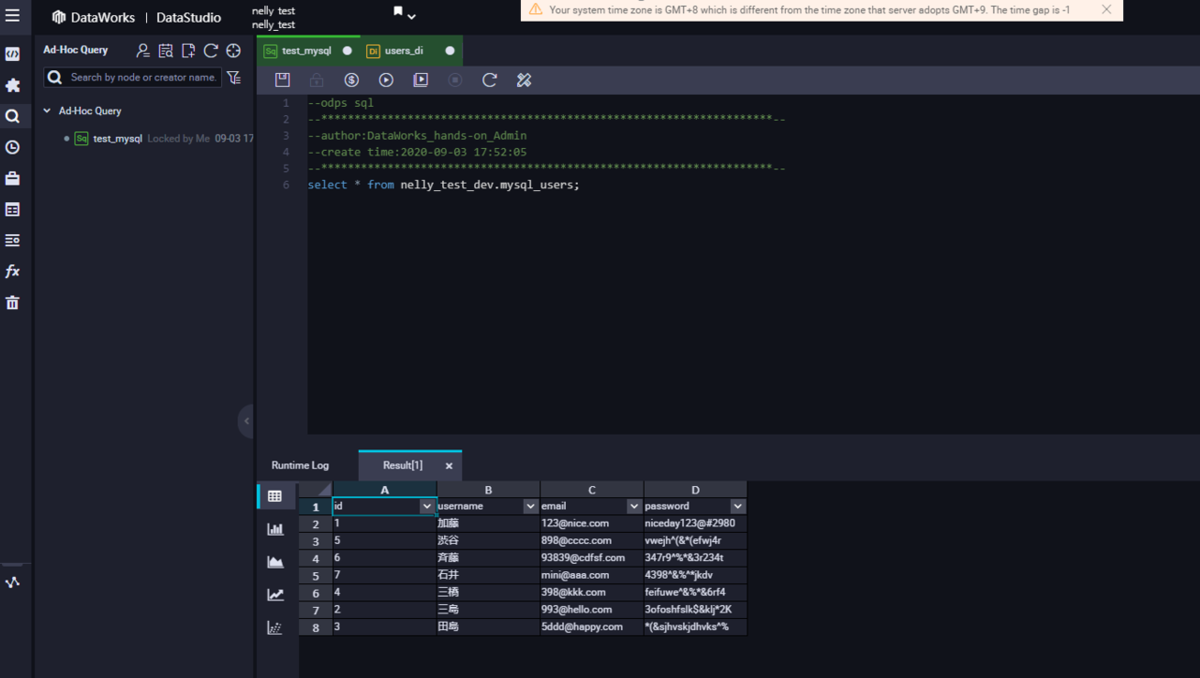 DataWorks | DataStudio
nelly_test
nelly_test
Your system time zone is GMT+8 which is different from the time zone that server adopts GMT+9. The time gap is -1
Ad-Hoc Query
Search by node or creator name.
Ad-Hoc Query
Sq test_mysql Locked by Me 09-03 17
Sq test_mysql
Di users_di
1 --odps sql
2 --********************************************************************--
3 --author:DataWorks_hands-on_Admin
4 --create time:2020-09-03 17:52:05
5 --********************************************************************--
6 select * from nelly_test_dev.mysql_users;
Runtime Log Result[1] ×
A B C D
1 id username email password
2 1 加藤 123@nice.com niceday123@#2980
3 5 渋谷 898@cccc.com vwejh^(&*(efwj4r
4 6 斉藤 93839@cdfsf.com 347r9^%*&3r234t
5 7 石井 mini@aaa.com 4398^&%^*jkdv
6 4 三橋 398@kkk.com feifuwe^&%*&6rf4
7 2 三島 993@hello.com 3ofoshfslk$&klj*2K
8 3 田島 5ddd@happy.com *(&sjhvskjdhvks^%